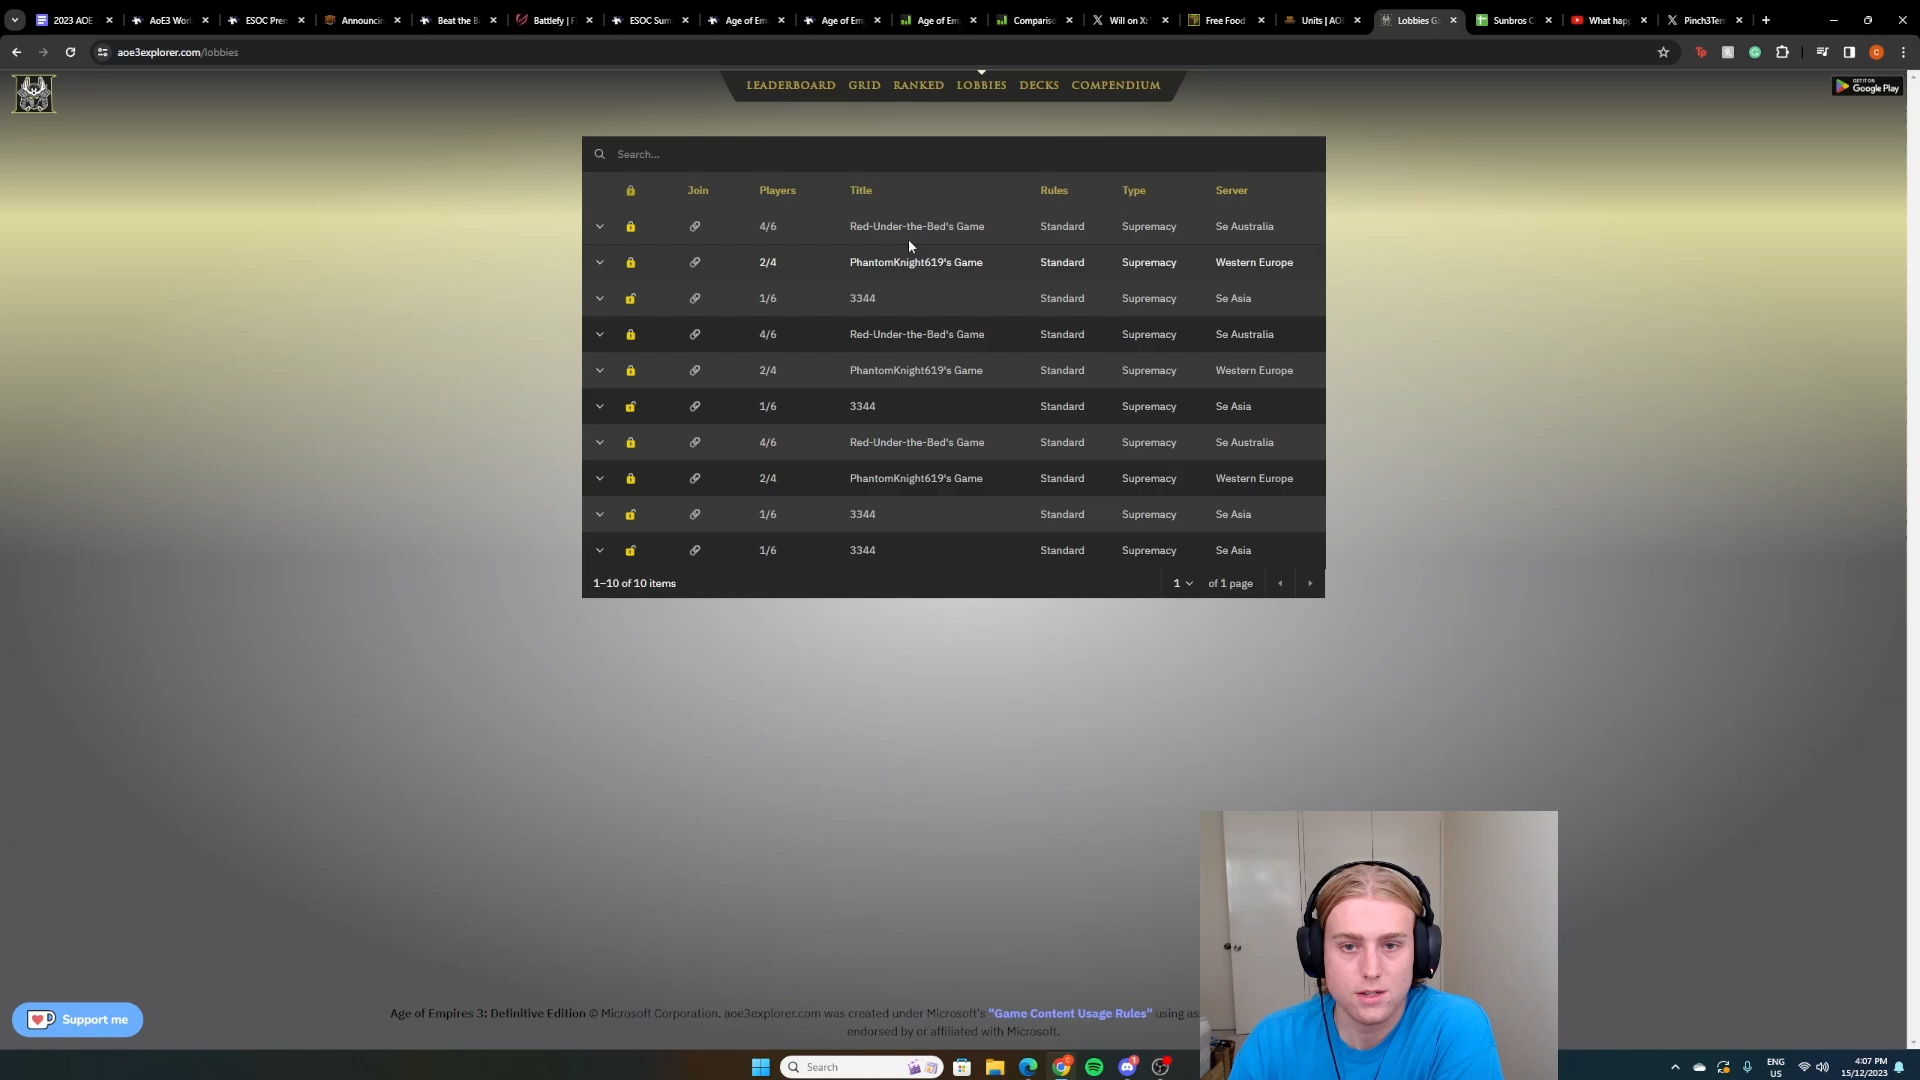 2023 AOE
AoE3 Worl
ESOC Pren
Announcin
Beat the B
Battlefy | F
ESOC Sum
Age of Em
Age of Em
Age of Em
Compariso
Will on X:
Free Food
Units | AOE
Lobbies Ga
Sunbros C
What hap
Pinch3Ten
aoe3explorer.com/lobbies
LEADERBOARD GRID RANKED LOBBIES DECKS COMPENDIUM
GET IT ON
Google Play
Search...
Join Players Title Rules Type Server
4/6 Red-Under-the-Bed's Game Standard Supremacy Se Australia
2/4 PhantomKnight619's Game Standard Supremacy Western Europe
1/6 3344 Standard Supremacy Se Asia
4/6 Red-Under-the-Bed's Game Standard Supremacy Se Australia
2/4 PhantomKnight619's Game Standard Supremacy Western Europe
1/6 3344 Standard Supremacy Se Asia
4/6 Red-Under-the-Bed's Game Standard Supremacy Se Australia
2/4 PhantomKnight619's Game Standard Supremacy Western Europe
1/6 3344 Standard Supremacy Se Asia
1/6 3344 Standard Supremacy Se Asia
1–10 of 10 items 1 of 1 page
Support me
Age of Empires 3: Definitive Edition © Microsoft Corporation. aoe3explorer.com was created under Microsoft's "Game Content Usage Rules" using as
endorsed by or affiliated with Microsoft.
Search
ENG
US
4:07 PM
15/12/2023